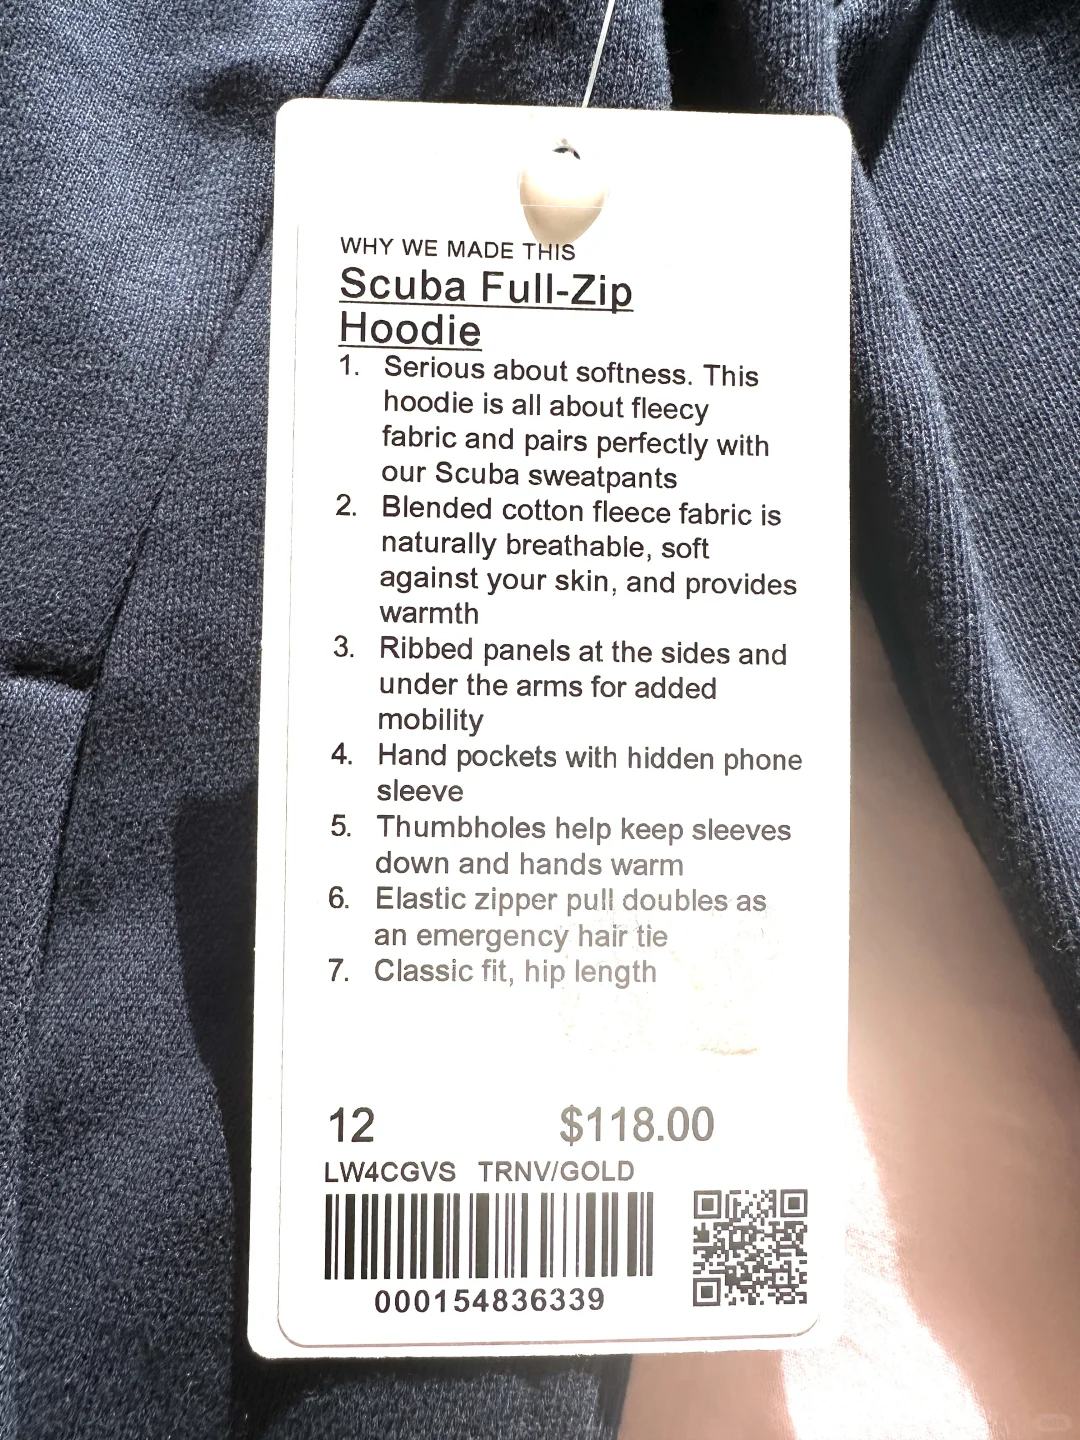 WHY WE MADE THIS
Scuba Full-Zip
Hoodie
1. Serious about softness. This
hoodie is all about fleecy
fabric and pairs perfectly with
our Scuba sweatpants
2. Blended cotton fleece fabric is
naturally breathable, soft
against your skin, and provides
warmth
3. Ribbed panels at the sides and
under the arms for added
mobility
4. Hand pockets with hidden phone
sleeve
5. Thumbholes help keep sleeves
down and hands warm
6. Elastic zipper pull doubles as
an emergency hair tie
7. Classic fit, hip length
12 $118.00
LW4CGVS TRNV/GOLD
000154836339